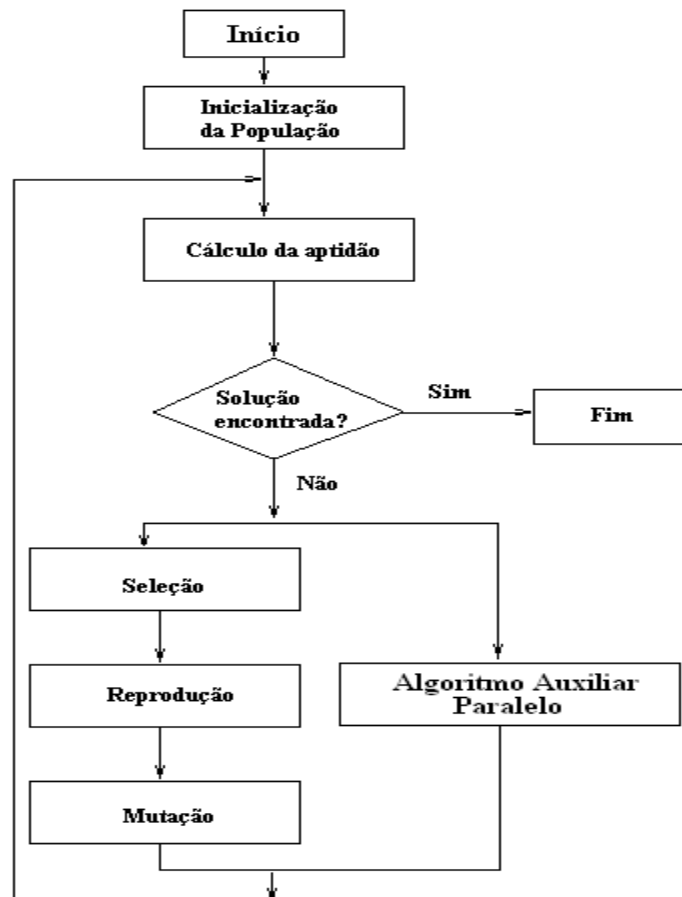 Início
Inicialização
da População
Cálculo da aptidão
Solução
encontrada?
Sim
Fim
Não
Seleção
Reprodução
Mutação
Algoritmo Auxiliar
Paralelo